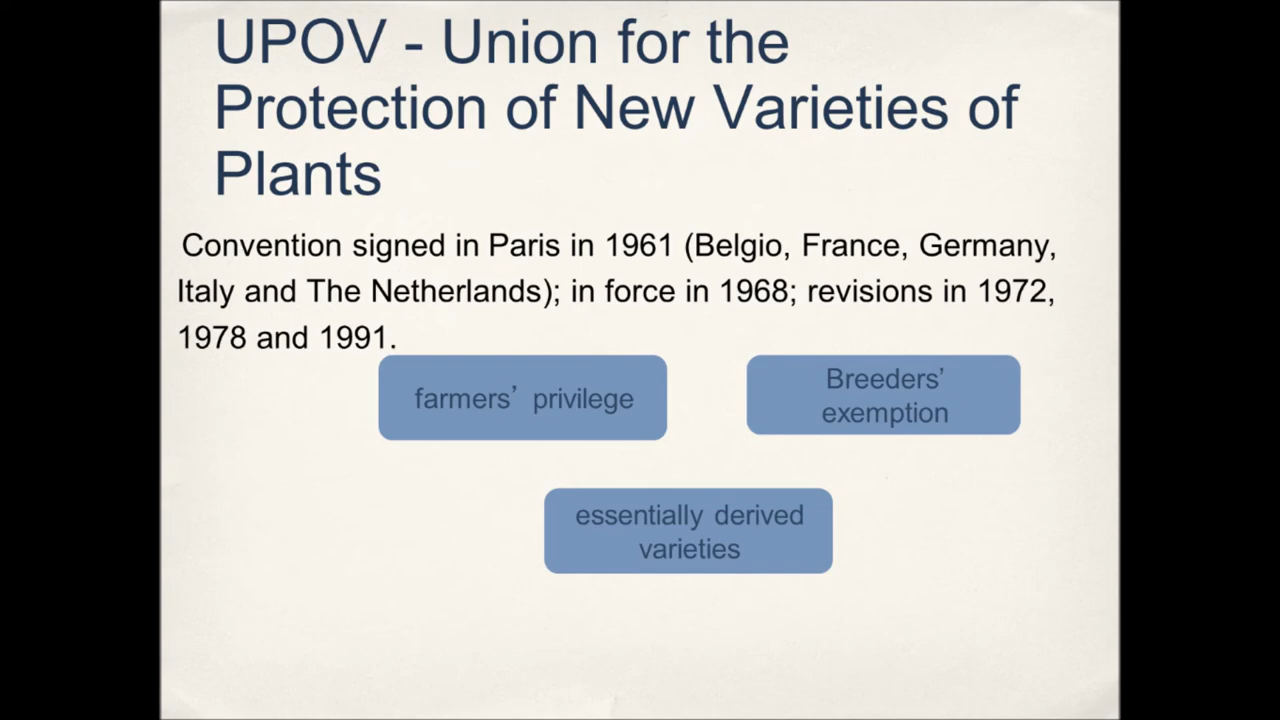 UPOV - Union for the
Protection of New Varieties of
Plants
Convention signed in Paris in 1961 (Belgio, France, Germany,
Italy and The Netherlands); in force in 1968; revisions in 1972,
1978 and 1991.
farmers’ privilege
Breeders’
exemption
essentially derived
varieties